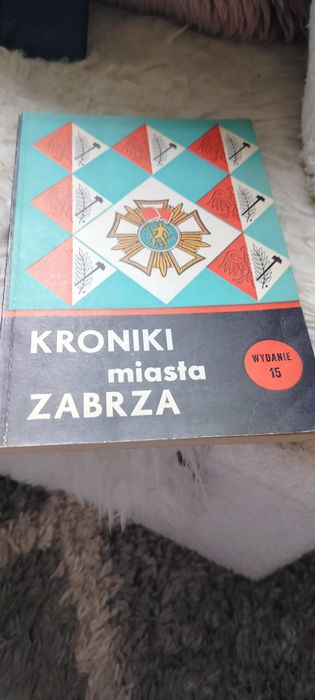 KRONIKI
miasta
ZABRZA
WYDANIE
15